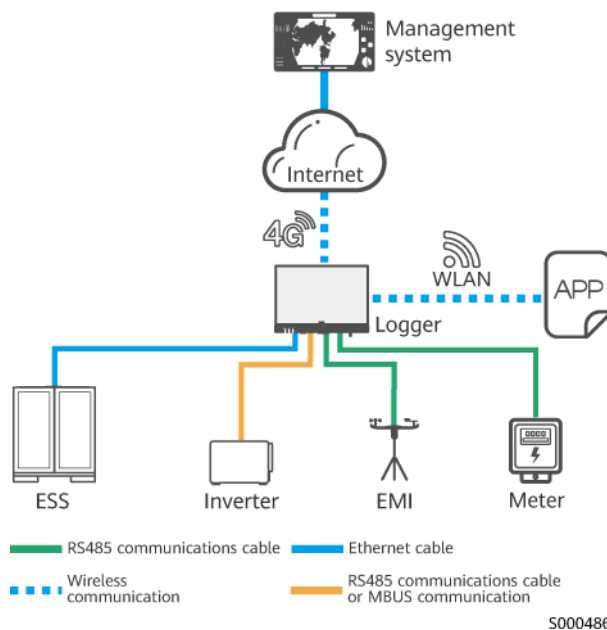 Management
system
Internet
4G
WLAN
APP
Logger
ESS
Inverter
EMI
Meter
RS485 communications cable
Ethernet cable
Wireless
communication
RS485 communications cable
or MBUS communication
S000486